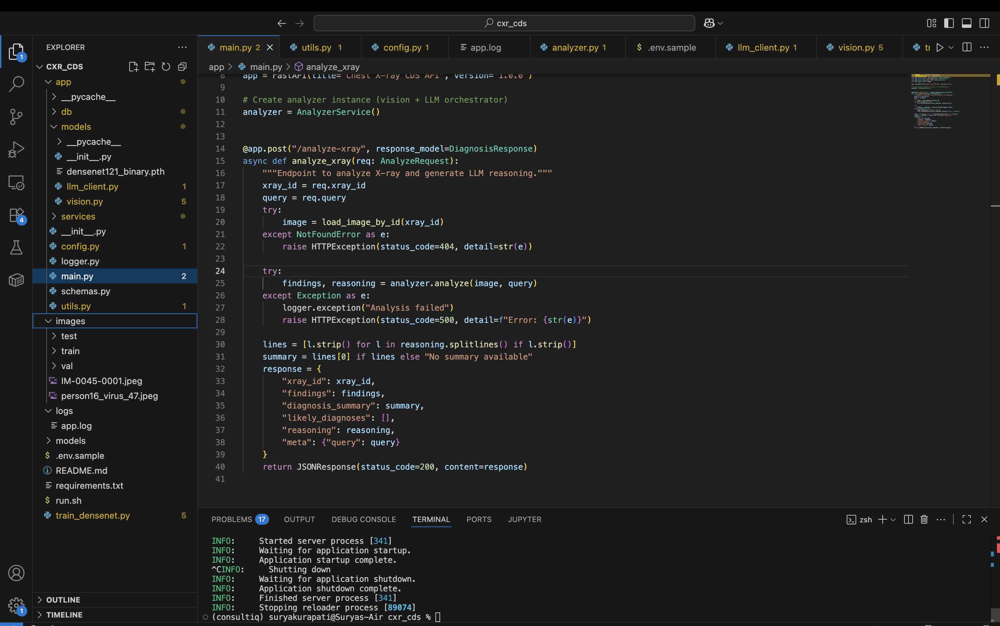 cxr_cds
EXPLORER
main.py 2
utils.py 1
config.py 1
app.log
analyzer.py 1
$ .env.sample
llm_client.py 1
vision.py 5
tr
1
CXR_CDS
app > main.py > analyze_xray
app
__pycache__
db
models
__pycache__
__init__.py
densenet121_binary.pth
llm_client.py 1
vision.py 5
services
4
__init__.py
config.py 1
logger.py
main.py 2
schemas.py
utils.py 1
images
test
train
val
IM-0045-0001.jpeg
person16_virus_47.jpeg
logs
app.log
models
$ .env.sample
README.md
requirements.txt
$ run.sh
train_densenet.py 5
OUTLINE
TIMELINE
1
8 app = FastAPI(title="Chest X-ray CDS API", version="1.0.0")
9
10 # Create analyzer instance (vision + LLM orchestrator)
11 analyzer = AnalyzerService()
12
13
14 @app.post("/analyze-xray", response_model=DiagnosisResponse)
15 async def analyze_xray(req: AnalyzeRequest):
16 """Endpoint to analyze X-ray and generate LLM reasoning."""
17 xray_id = req.xray_id
18 query = req.query
19 try:
20 image = load_image_by_id(xray_id)
21 except NotFoundError as e:
22 raise HTTPException(status_code=404, detail=str(e))
23
24 try:
25 findings, reasoning = analyzer.analyze(image, query)
26 except Exception as e:
27 logger.exception("Analysis failed")
28 raise HTTPException(status_code=500, detail=f"Error: {str(e)}")
29
30 lines = [l.strip() for l in reasoning.splitlines() if l.strip()]
31 summary = lines[0] if lines else "No summary available"
32 response = {
33 "xray_id": xray_id,
34 "findings": findings,
35 "diagnosis_summary": summary,
36 "likely_diagnoses": [],
37 "reasoning": reasoning,
38 "meta": {"query": query}
39 }
40 return JSONResponse(status_code=200, content=response)
41
PROBLEMS 17 OUTPUT DEBUG CONSOLE TERMINAL PORTS JUPYTER
zsh
INFO: Started server process [341]
INFO: Waiting for application startup.
INFO: Application startup complete.
^CINFO: Shutting down
INFO: Waiting for application shutdown.
INFO: Application shutdown complete.
INFO: Finished server process [341]
INFO: Stopping reloader process [89074]
(consultiq) suryakurapati@Suryas-Air cxr_cds %